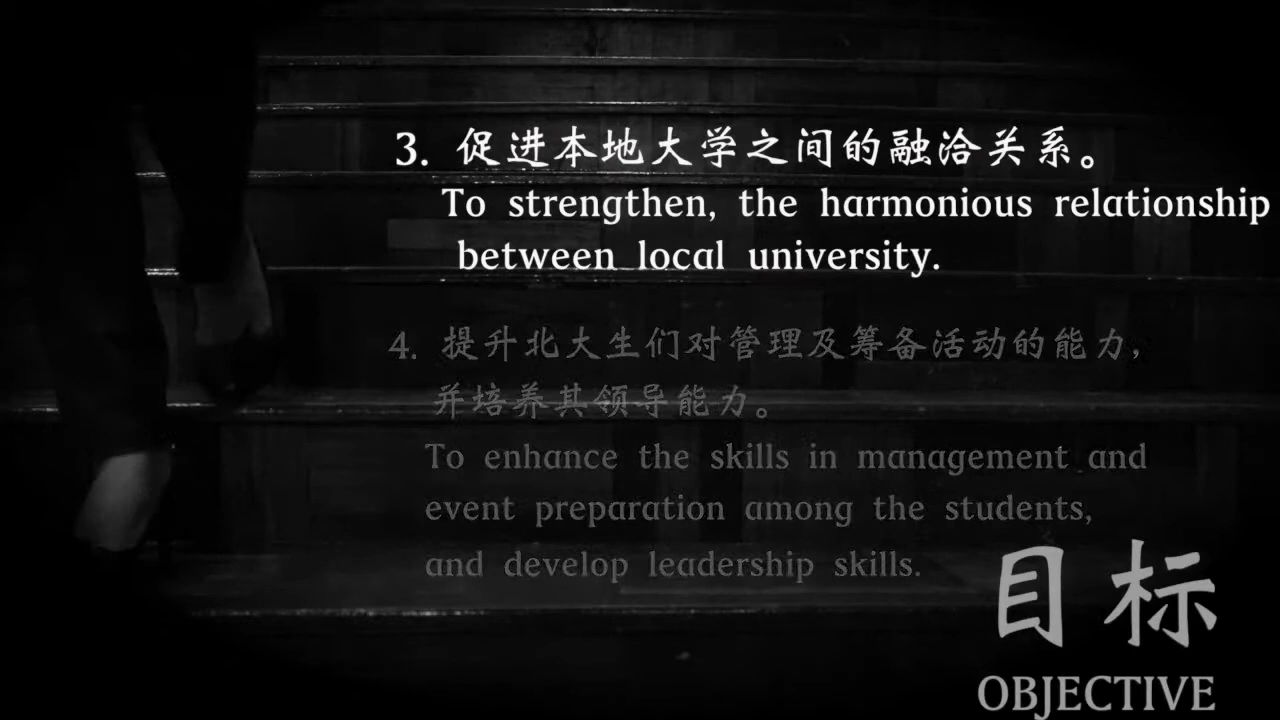 3. 促进本地大学之间的融洽关系。
To strengthen, the harmonious relationship
between local university.
4. 提升北大生们对管理及筹备活动的能力，
并培养其领导能力。
To enhance the skills in management and
event preparation among the students,
and develop leadership skills.
目标
OBJECTIVE